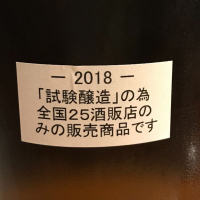 ― 2018 ―
「試験醸造」の為
全国25酒販店の
みの販売商品です